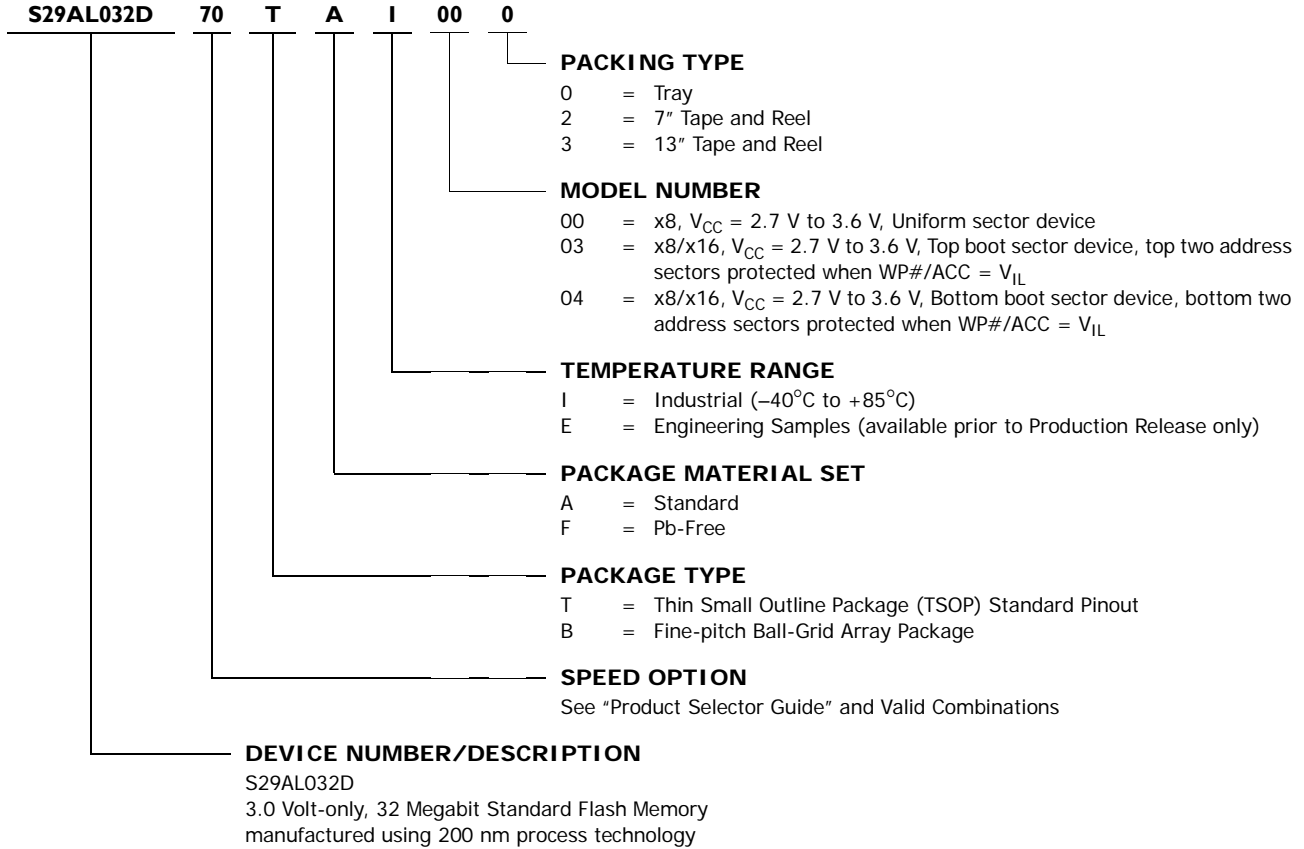 S29AL032D 70 T A I 00 0
PACKING TYPE
0 = Tray
2 = 7" Tape and Reel
3 = 13" Tape and Reel
MODEL NUMBER
00 = x8, VCC = 2.7 V to 3.6 V, Uniform sector device
03 = x8/x16, VCC = 2.7 V to 3.6 V, Top boot sector device, top two address
sectors protected when WP#/ACC = VIL
04 = x8/x16, VCC = 2.7 V to 3.6 V, Bottom boot sector device, bottom two
address sectors protected when WP#/ACC = VIL
TEMPERATURE RANGE
I = Industrial (–40°C to +85°C)
E = Engineering Samples (available prior to Production Release only)
PACKAGE MATERIAL SET
A = Standard
F = Pb-Free
PACKAGE TYPE
T = Thin Small Outline Package (TSOP) Standard Pinout
B = Fine-pitch Ball-Grid Array Package
SPEED OPTION
See “Product Selector Guide” and Valid Combinations
DEVICE NUMBER/DESCRIPTION
S29AL032D
3.0 Volt-only, 32 Megabit Standard Flash Memory
manufactured using 200 nm process technology